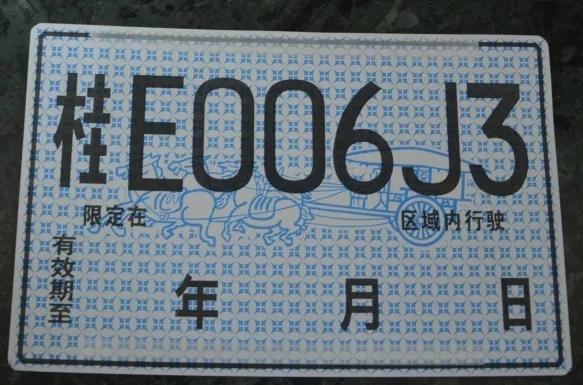 桂E006J3
限定在 区域内行驶
有效期至 年 月 日